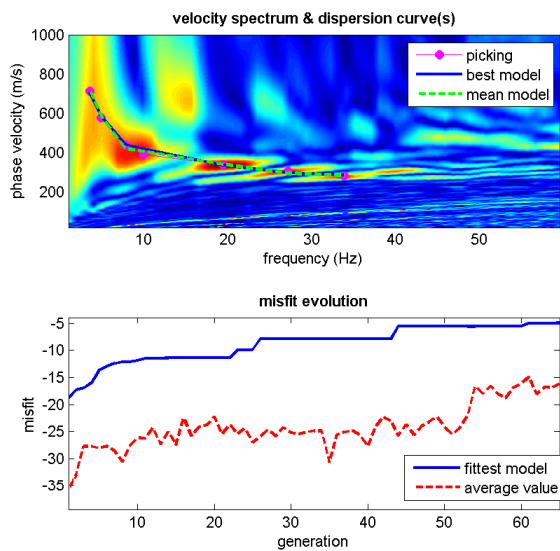 velocity spectrum & dispersion curve(s)
1000
800
600
400
200
phase velocity (m/s)
picking
best model
mean model
10 20 30 40 50
frequency (Hz)
misfit evolution
-5
-10
-15
-20
-25
-30
-35
misfit
fittest model
average value
10 20 30 40 50 60
generation